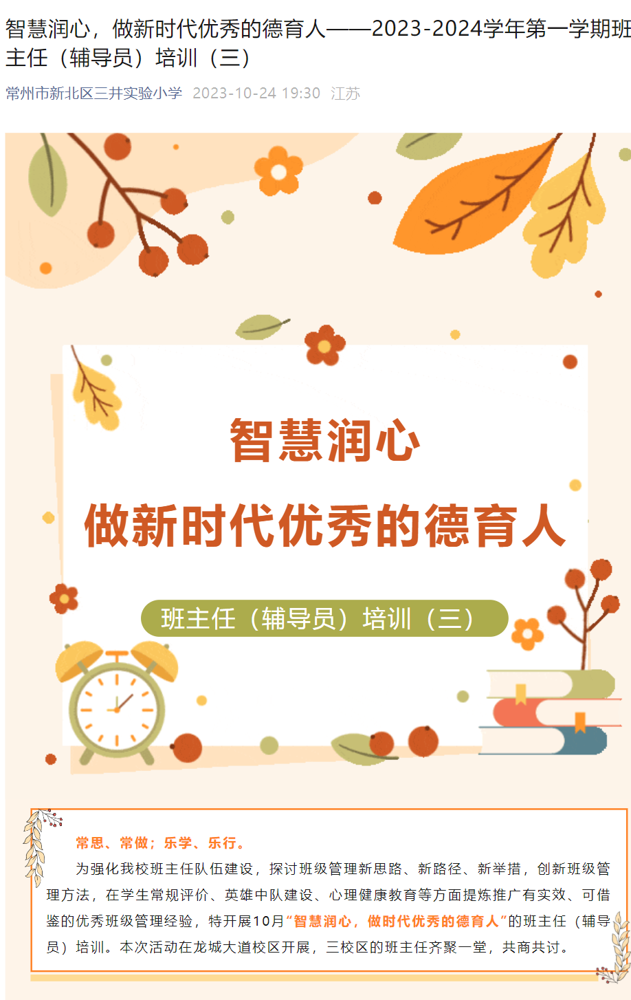 智慧润心，做新时代优秀的德育人——2023-2024学年第一学期班
主任（辅导员）培训（三）
常州市新北区三井实验小学 2023-10-24 19:30 江苏
智慧润心
做新时代优秀的德育人
班主任（辅导员）培训（三）
常思、常做；乐学、乐行。
为强化我校班主任队伍建设，探讨班级管理新思路、新路径、新举措，创新班级管
理方法，在学生常规评价、英雄中队建设、心理健康教育等方面提炼推广有实效、可借
鉴的优秀班级管理经验，特开展10月“智慧润心，做时代优秀的德育人”的班主任（辅导
员）培训。本次活动在龙城大道校区开展，三校区的班主任齐聚一堂，共商共讨。